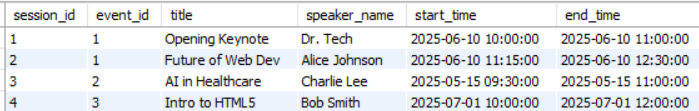 session_id event_id title speaker_name start_time end_time
1 1 Opening Keynote Dr. Tech 2025-06-10 10:00:00 2025-06-10 11:00:00
2 1 Future of Web Dev Alice Johnson 2025-06-10 11:15:00 2025-06-10 12:30:00
3 2 AI in Healthcare Charlie Lee 2025-05-15 09:30:00 2025-05-15 11:00:00
4 3 Intro to HTML5 Bob Smith 2025-07-01 10:00:00 2025-07-01 12:00:00